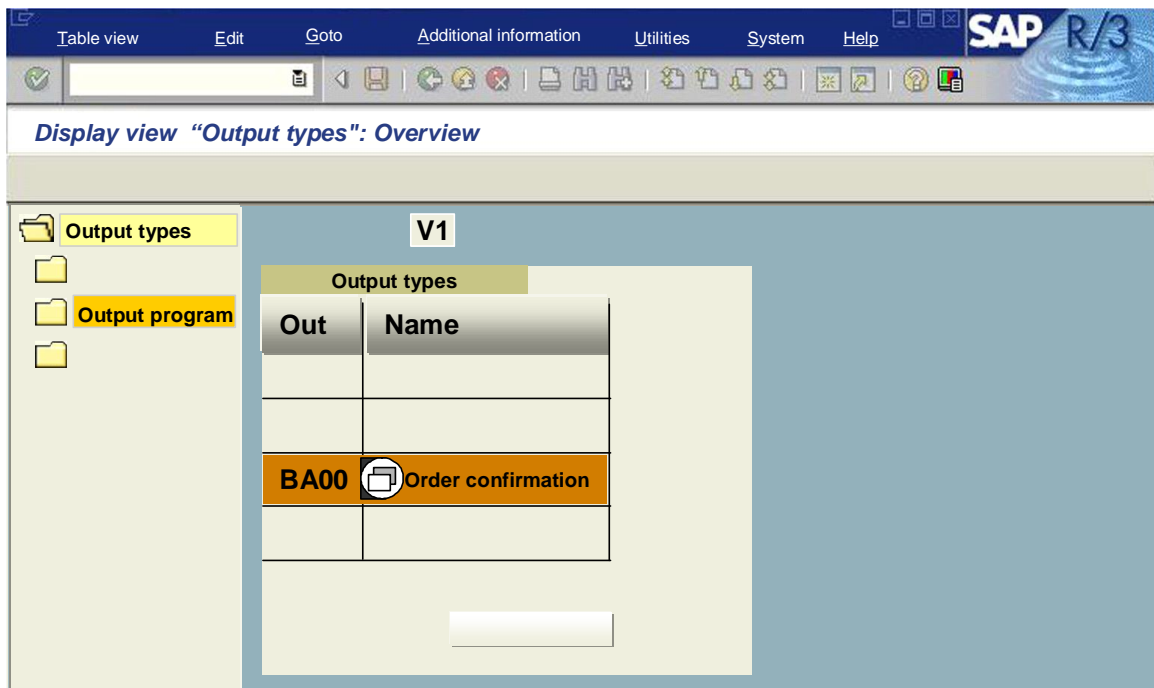 Table view Edit Goto Additional information Utilities System Help
SAP R/3
Display view “Output types": Overview
Output types
V1
Output types
Output program
Out Name
BA00 Order confirmation